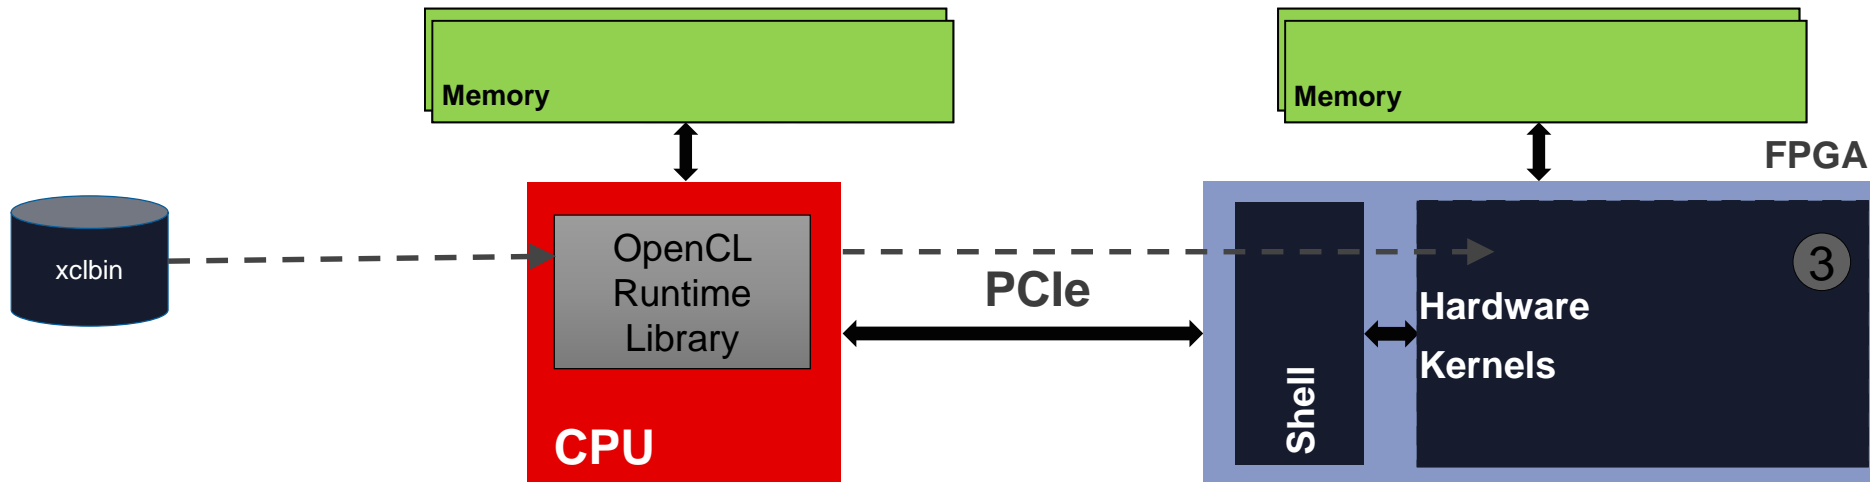 Memory
Memory
FPGA
xclbin
OpenCL
Runtime
Library
PCIe
3
Hardware
Kernels
Shell
CPU